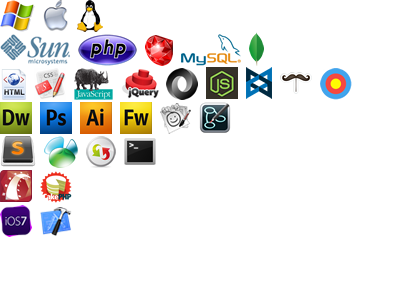 Sun
microsystems
php
MySQL
HTML
CSS
JavaScript
jQuery
JS
Dw
Ps
Ai
Fw
S
>_
CakePHP
iOS7